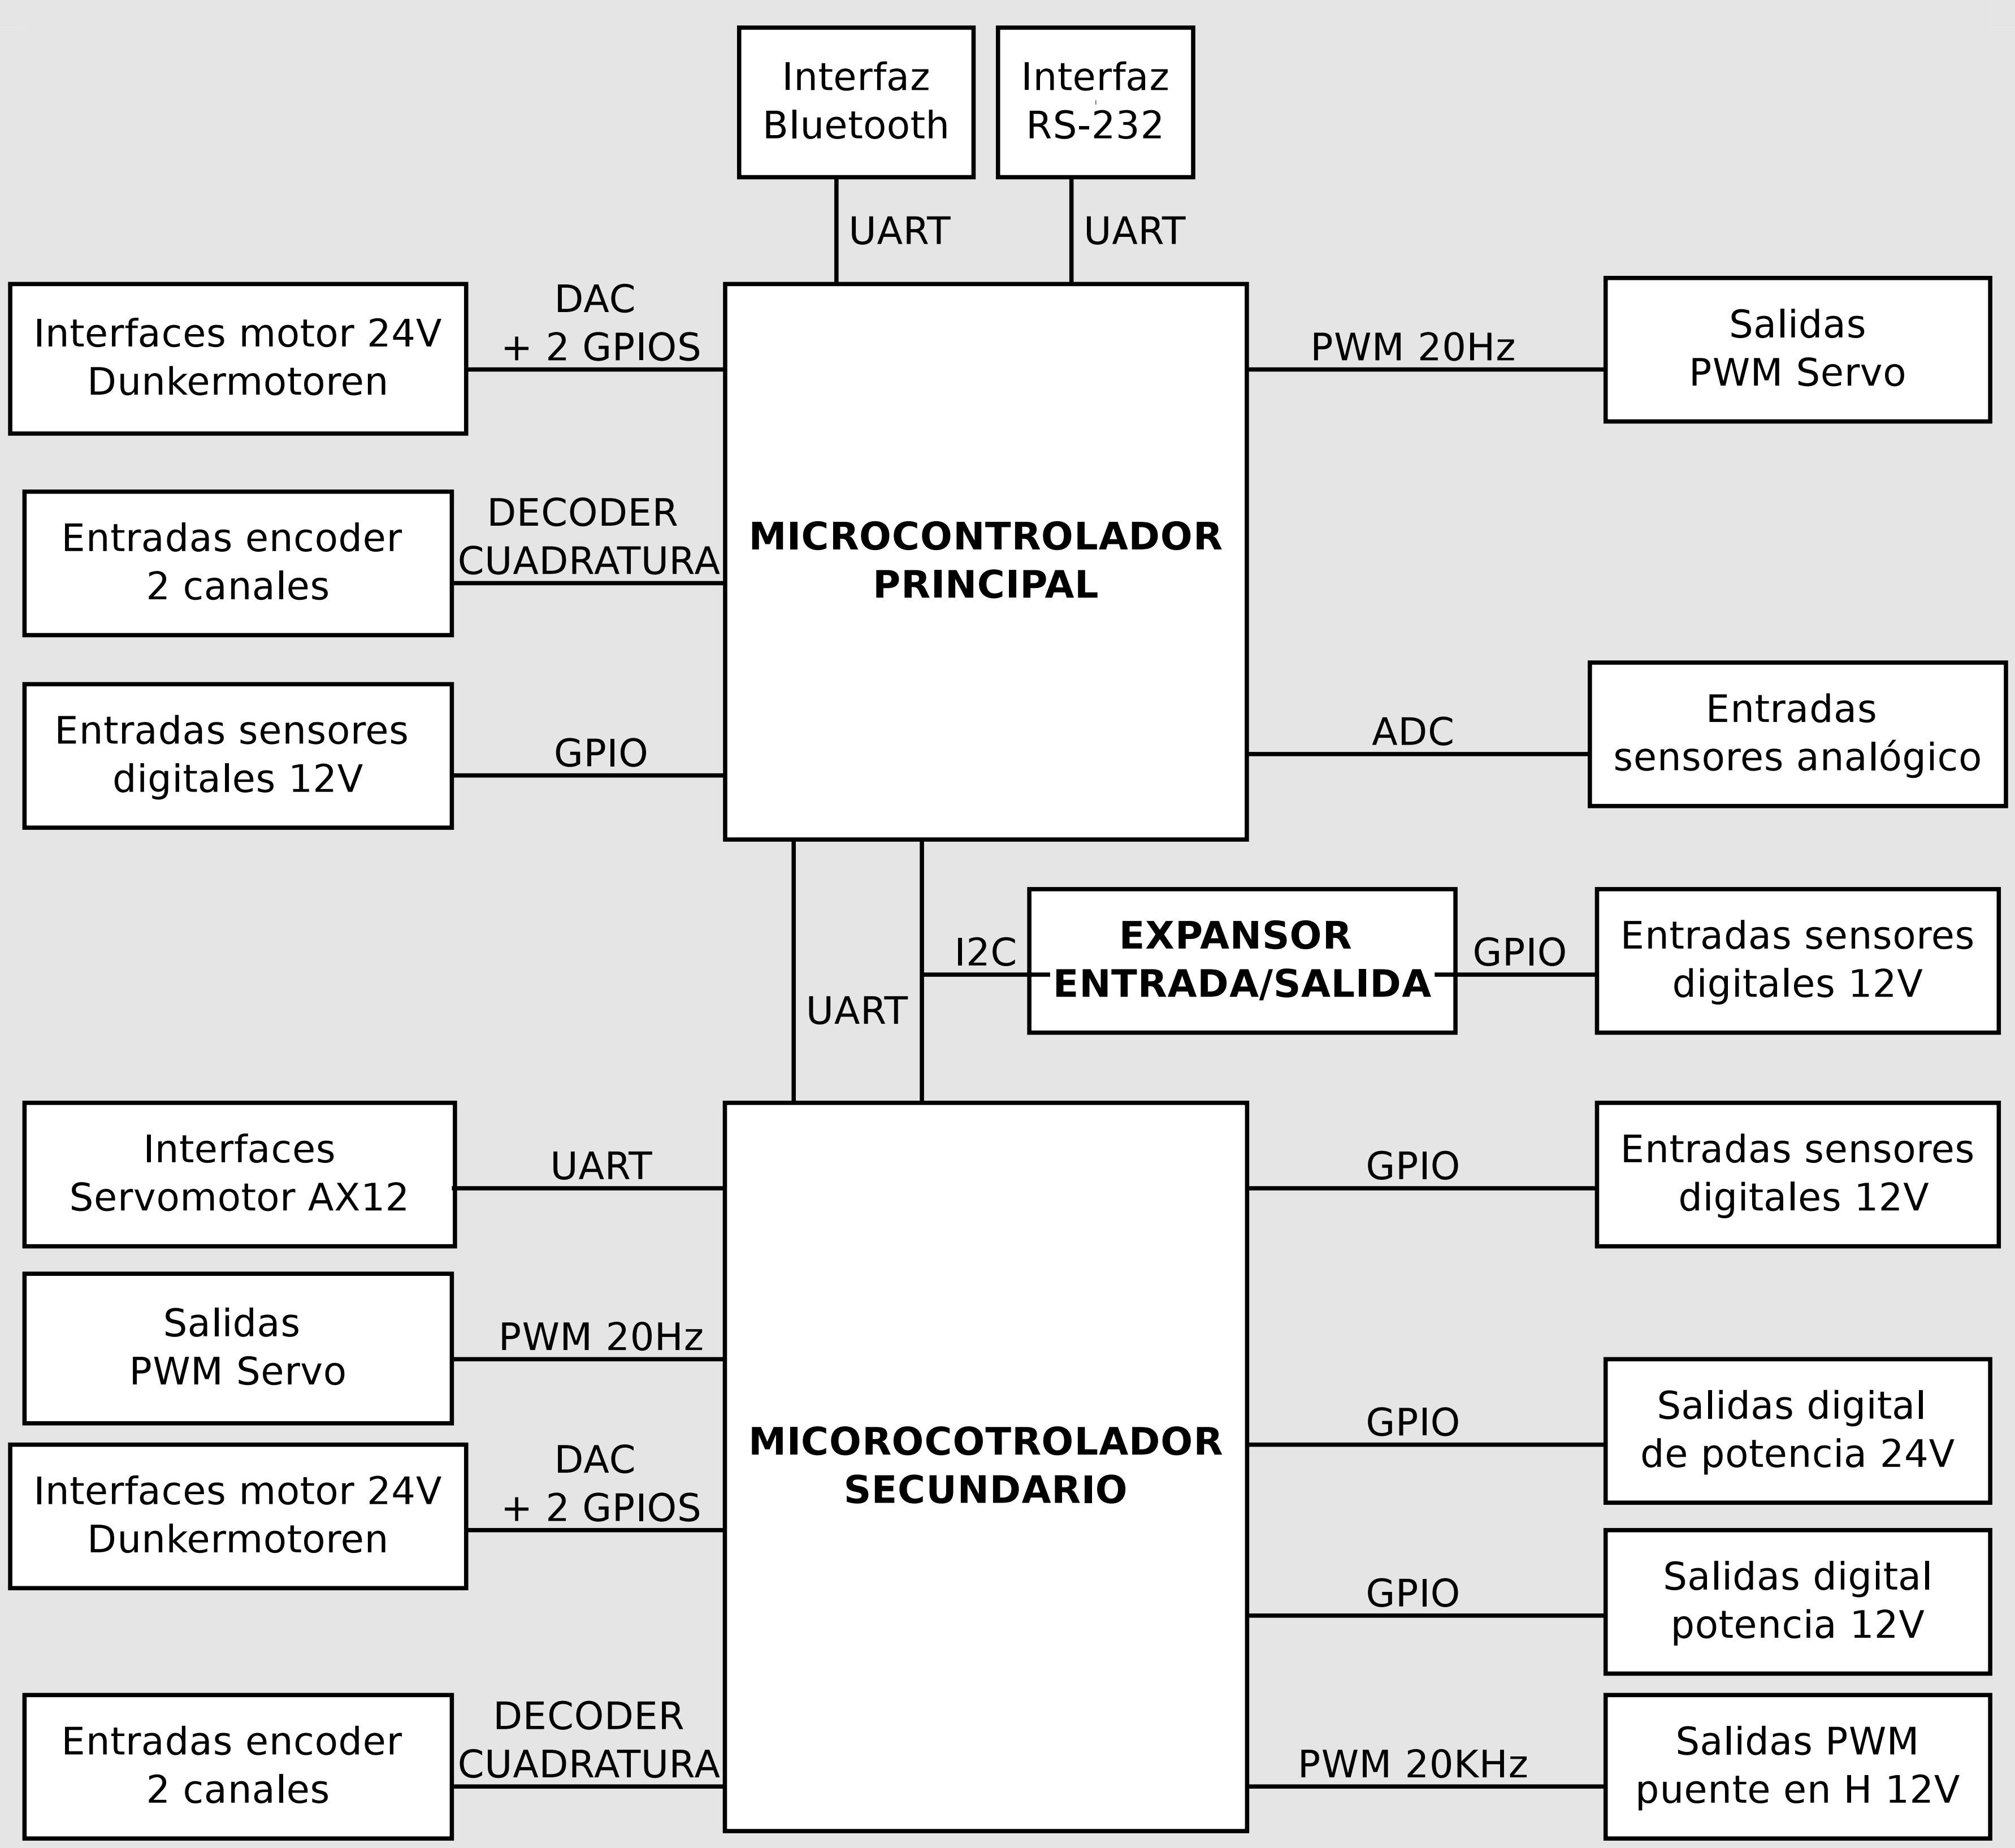 Interfaz
Bluetooth
Interfaz
RS-232
UART
UART
Interfaces motor 24V
Dunkermotoren
DAC
+ 2 GPIOS
PWM 20Hz
Salidas
PWM Servo
Entradas encoder
2 canales
DECODER
CUADRATURA
MICROCONTROLADOR
PRINCIPAL
Entradas sensores
digitales 12V
GPIO
ADC
Entradas
sensores analógico
UART
I2C
EXPANSOR
ENTRADA/SALIDA
GPIO
Entradas sensores
digitales 12V
Interfaces
Servomotor AX12
UART
GPIO
Entradas sensores
digitales 12V
Salidas
PWM Servo
PWM 20Hz
MICOROCOTROLADOR
SECUNDARIO
GPIO
Salidas digital
de potencia 24V
Interfaces motor 24V
Dunkermotoren
DAC
+ 2 GPIOS
GPIO
Salidas digital
potencia 12V
Entradas encoder
2 canales
DECODER
CUADRATURA
PWM 20KHz
Salidas PWM
puente en H 12V